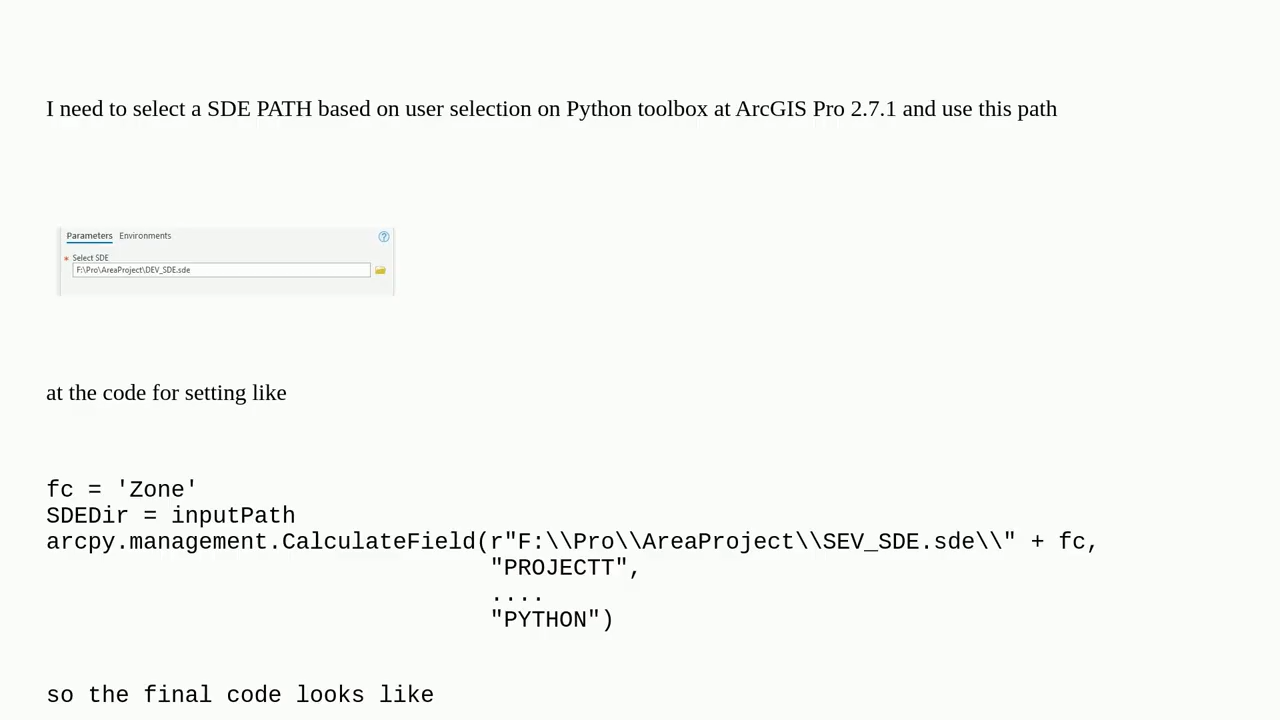 I need to select a SDE PATH based on user selection on Python toolbox at ArcGIS Pro 2.7.1 and use this path
Parameters Environments
?
* Select SDE
F:\Pro\AreaProject\DEV_SDE.sde
at the code for setting like
fc = 'Zone'
SDEDir = inputPath
arcpy.management.CalculateField(r"F:\\Pro\\AreaProject\\SEV_SDE.sde\\" + fc,
"PROJECTT",
....
"PYTHON")
so the final code looks like